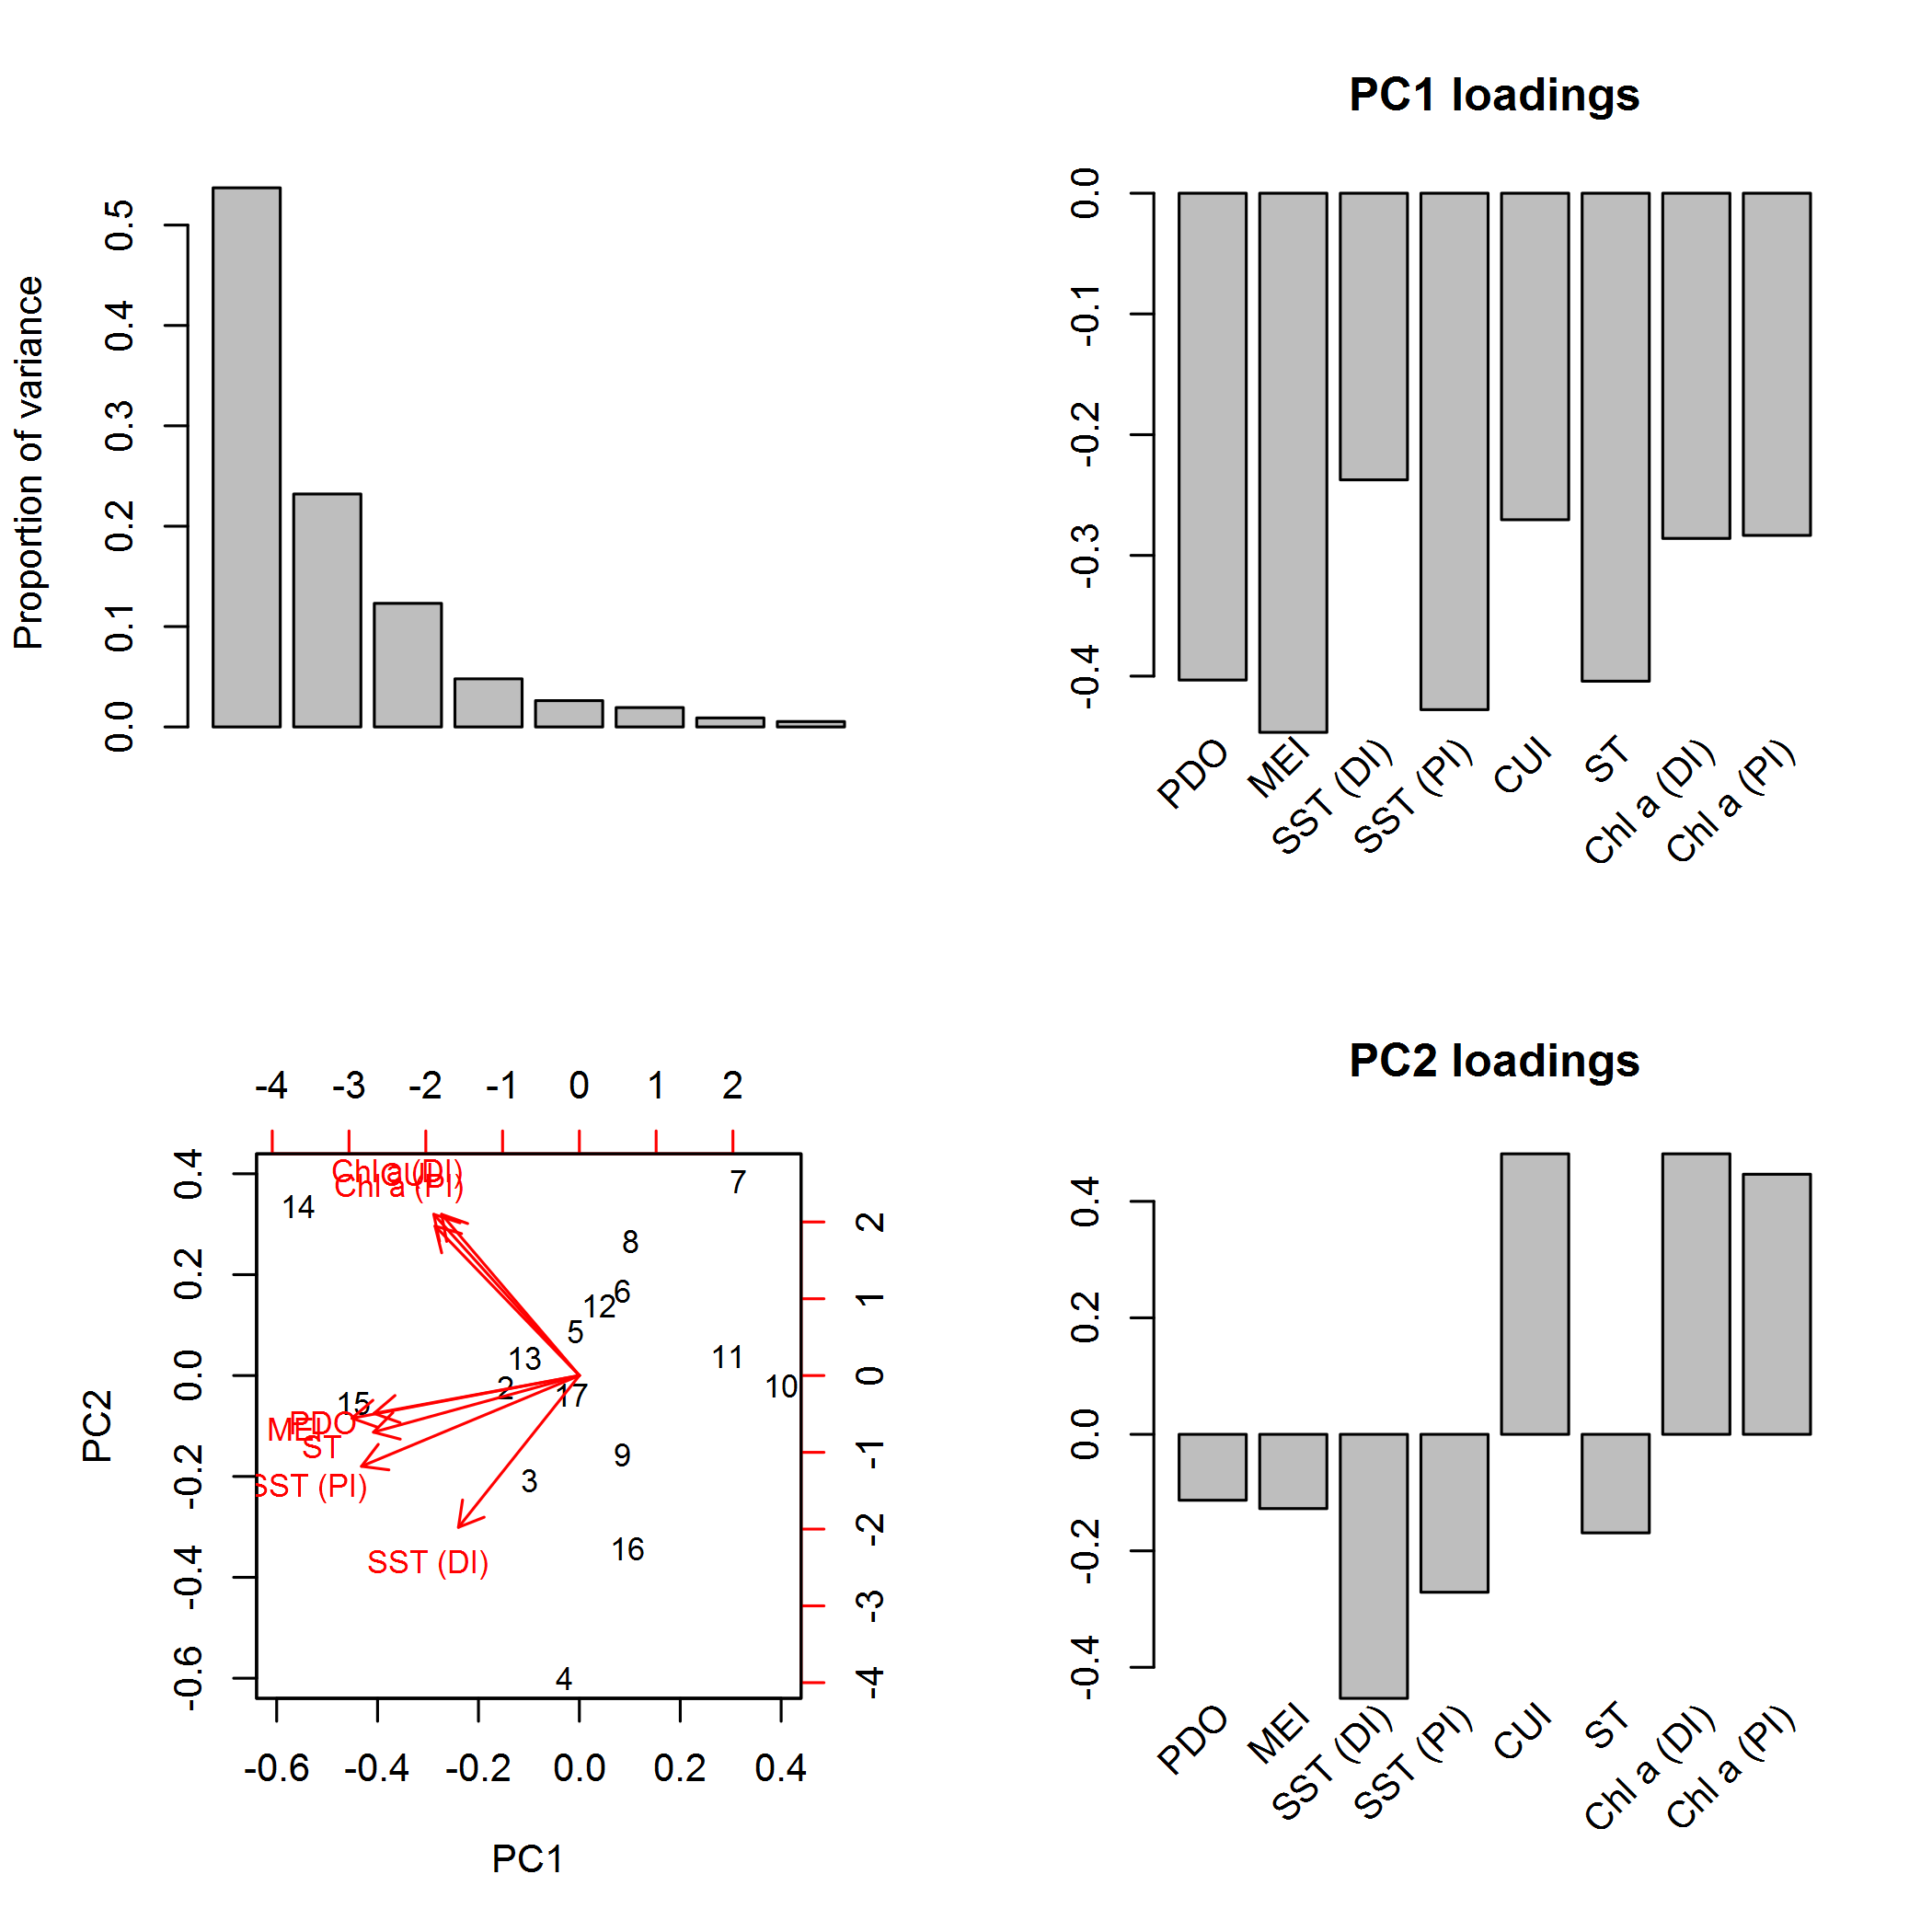 Proportion of variance
0.0 0.1 0.2 0.3 0.4 0.5
PC1 loadings
0.0
-0.1
-0.2
-0.3
-0.4
PDO MEI SST (DI) SST (PI) CUI ST Chl a (DI) Chl a (PI)
-4 -3 -2 -1 0 1 2
PC2
0.4
0.2
0.0
-0.2
-0.4
-0.6
2
1
0
-1
-2
-3
-4
Chl a (DI)
CUI
Chl a (PI)
7
14
8
6
12
5
13
11
2
10
17
15
PDO
MEI
ST
9
SST (PI)
3
16
SST (DI)
4
-0.6 -0.4 -0.2 0.0 0.2 0.4
PC1
PC2 loadings
0.4
0.2
0.0
-0.2
-0.4
PDO MEI SST (DI) SST (PI) CUI ST Chl a (DI) Chl a (PI)